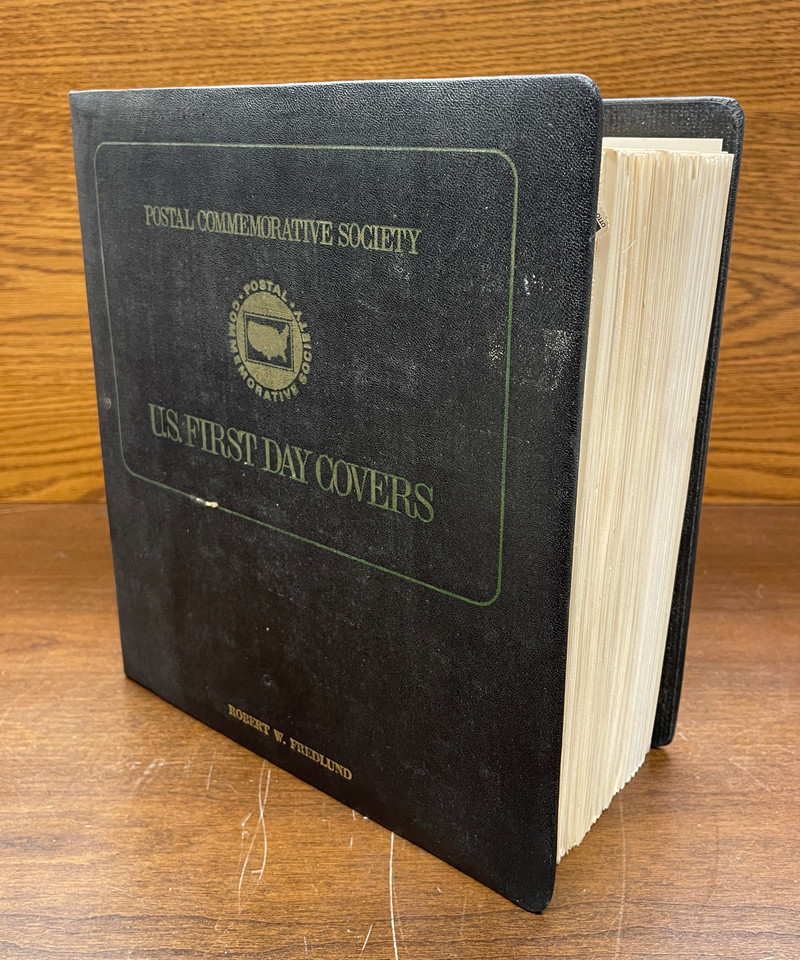 POSTAL COMMEMORATIVE SOCIETY
• POSTAL •
COMMEMORATIVE SOCIETY
U.S. FIRST DAY COVERS
ROBERT W. FREDLUND